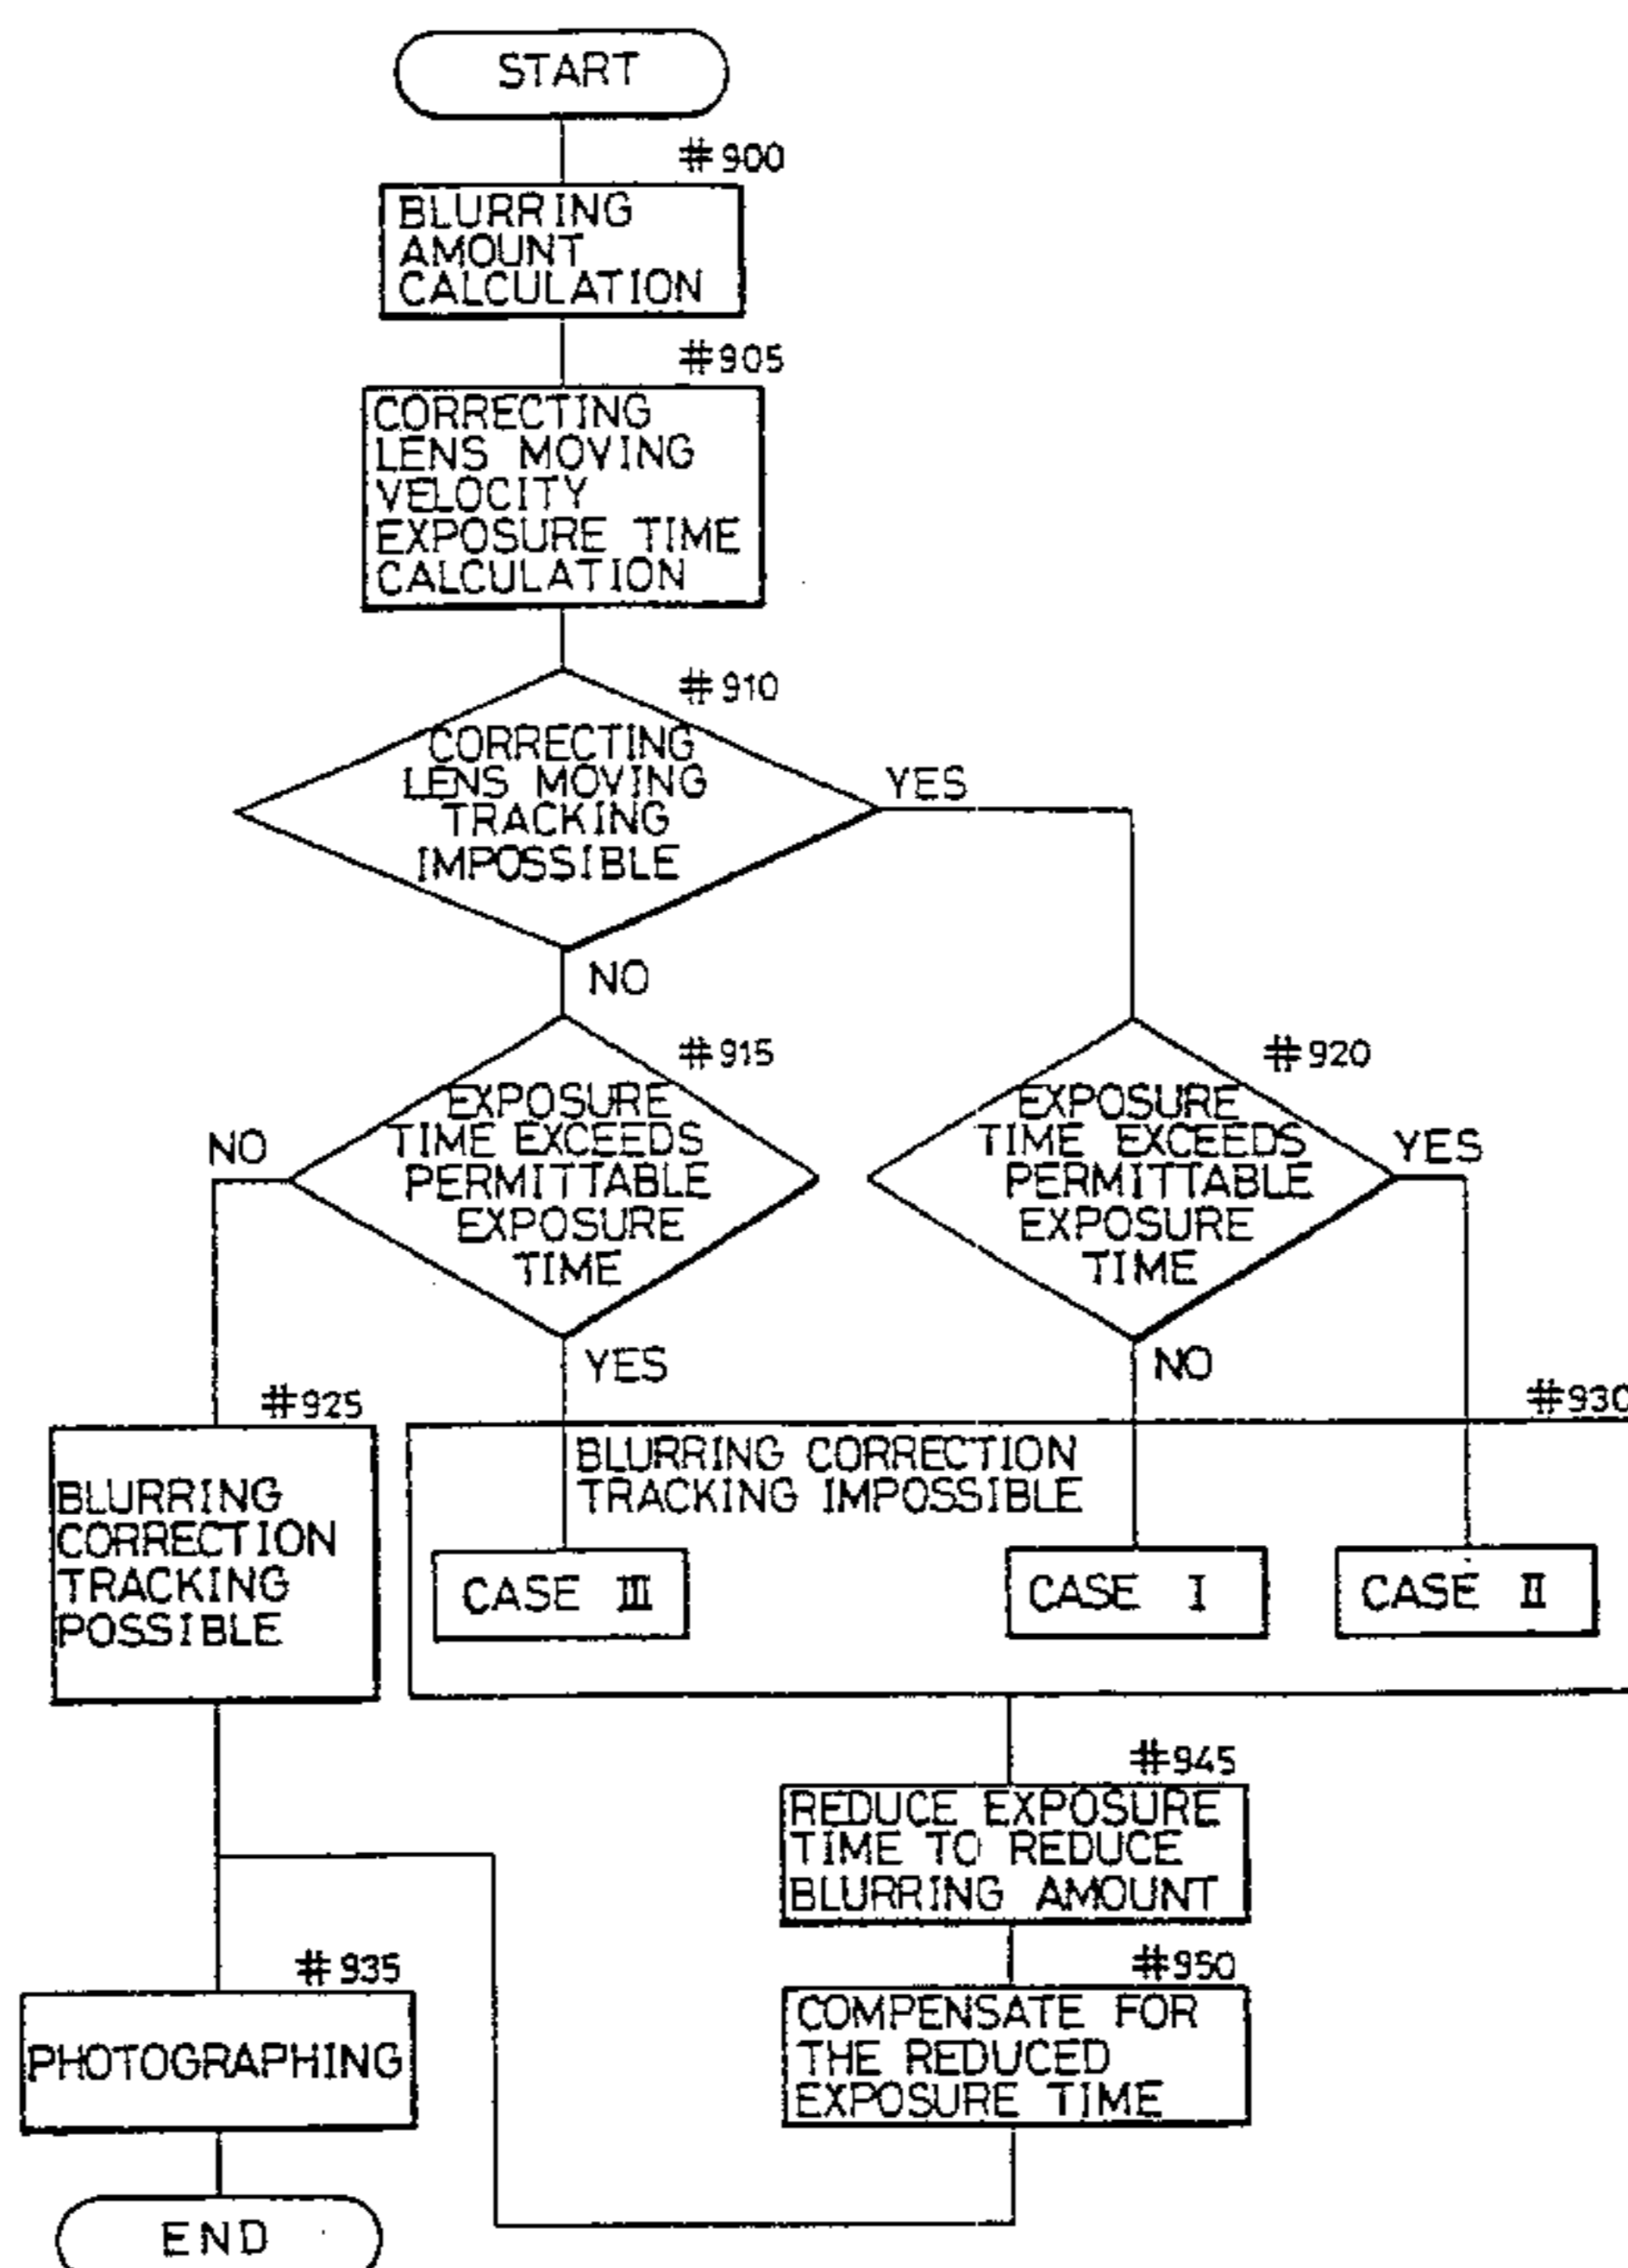 START
#900
BLURRING
AMOUNT
CALCULATION
#905
CORRECTING
LENS MOVING
VELOCITY
EXPOSURE TIME
CALCULATION
#910
CORRECTING
LENS MOVING
TRACKING
IMPOSSIBLE
YES
NO
#915
EXPOSURE
TIME EXCEEDS
PERMITTABLE
EXPOSURE
TIME
NO
YES
#920
EXPOSURE
TIME EXCEEDS
PERMITTABLE
EXPOSURE
TIME
YES
NO
#925
BLURRING
CORRECTION
TRACKING
POSSIBLE
#930
BLURRING CORRECTION
TRACKING IMPOSSIBLE
CASE III
CASE I
CASE II
#945
REDUCE EXPOSURE
TIME TO REDUCE
BLURRING AMOUNT
#935
PHOTOGRAPHING
#950
COMPENSATE FOR
THE REDUCED
EXPOSURE TIME
END